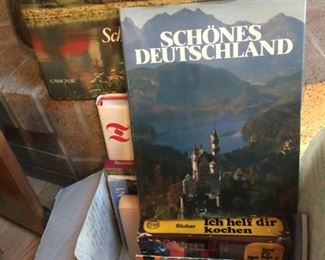 Sch
UMSCHAU
SCHÖNES
DEUTSCHLAND
Stuber
Ich helf dir
kochen